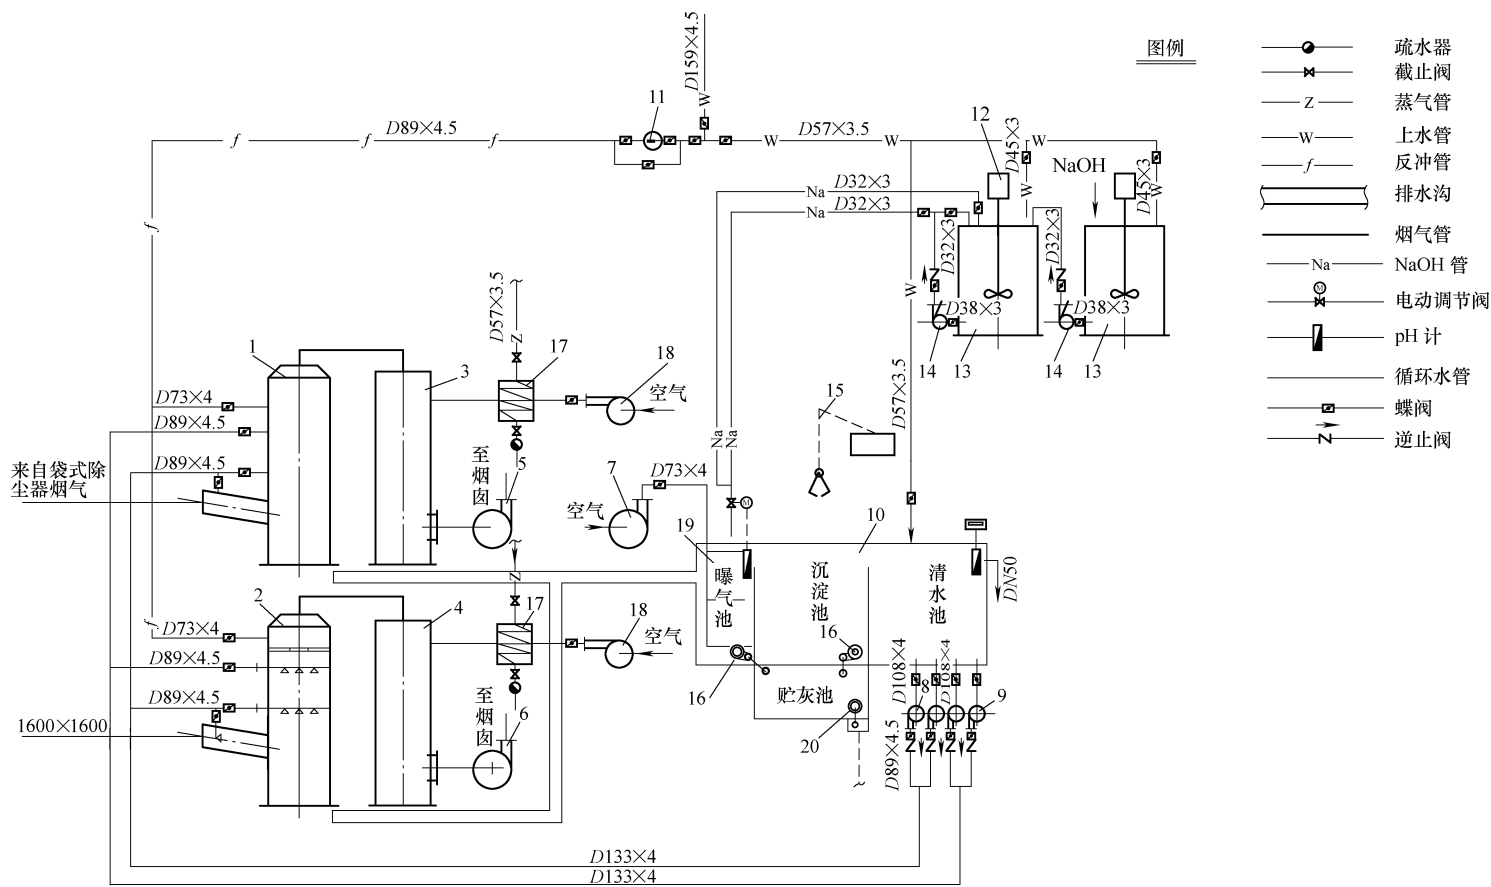 图例
疏水器
截止阀
Z
蒸气管
W
上水管
f
反冲管
排水沟
烟气管
Na
NaOH 管
M
电动调节阀
pH 计
循环水管
蝶阀
逆止阀
D159×4.5
W
11
f
f
D89×4.5
f
W
D57×3.5
W
12
D45×3
W
NaOH
D45×3
W
W
Na
D32×3
Na
D32×3
D32×3
D32×3
f
W
D38×3
D38×3
14
13
14
13
D57×3.5
Z
1
3
17
18
空气
D57×3.5
15
D73×4
D89×4.5
Na
Na
至烟囱
5
7
D73×4
D89×4.5
来自袋式除
尘器烟气
M
空气
19
10
Z
曝气池
沉淀池
清水池
DN50
2
4
17
18
空气
f
D73×4
16
D89×4.5
16
D108×4
D108×4
8
9
贮灰池
至烟囱
6
D89×4.5
1600×1600
20
D89×4.5
D133×4
D133×4